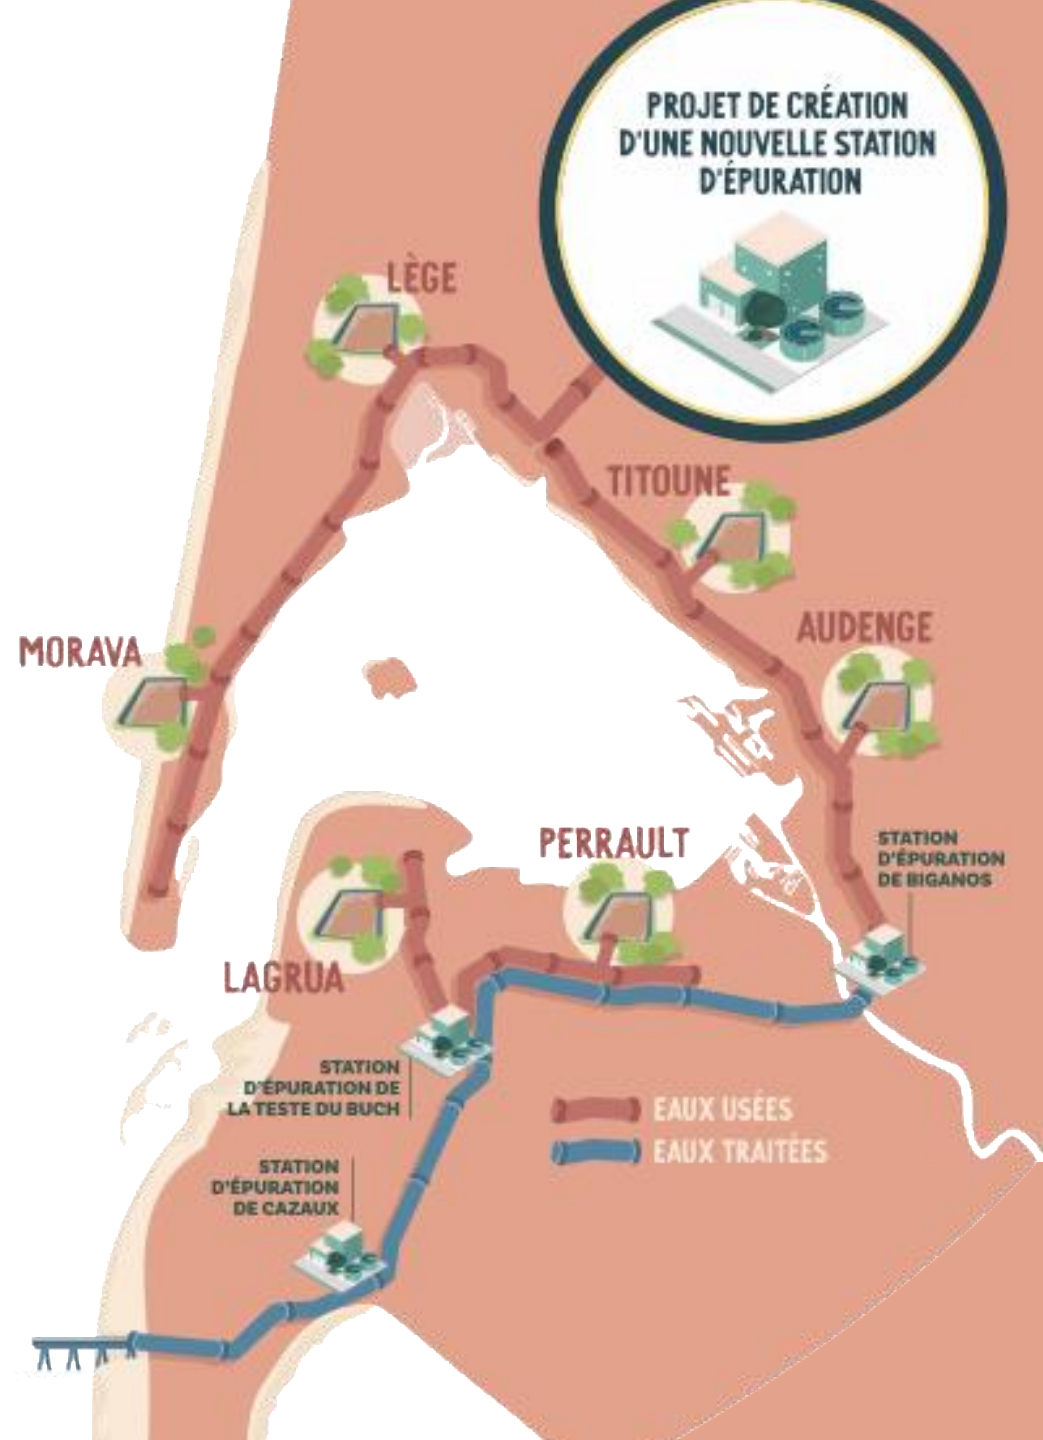 PROJET DE CRÉATION
D'UNE NOUVELLE STATION
D'ÉPURATION
LÈGE
TITOUNE
AUDENGE
MORAVA
PERRAULT
STATION
D'ÉPURATION
DE BIGANOS
LAGRUA
STATION
D'ÉPURATION DE
LA TESTE DU BUCH
EAUX USÉES
EAUX TRAITÉES
STATION
D'ÉPURATION
DE CAZAUX